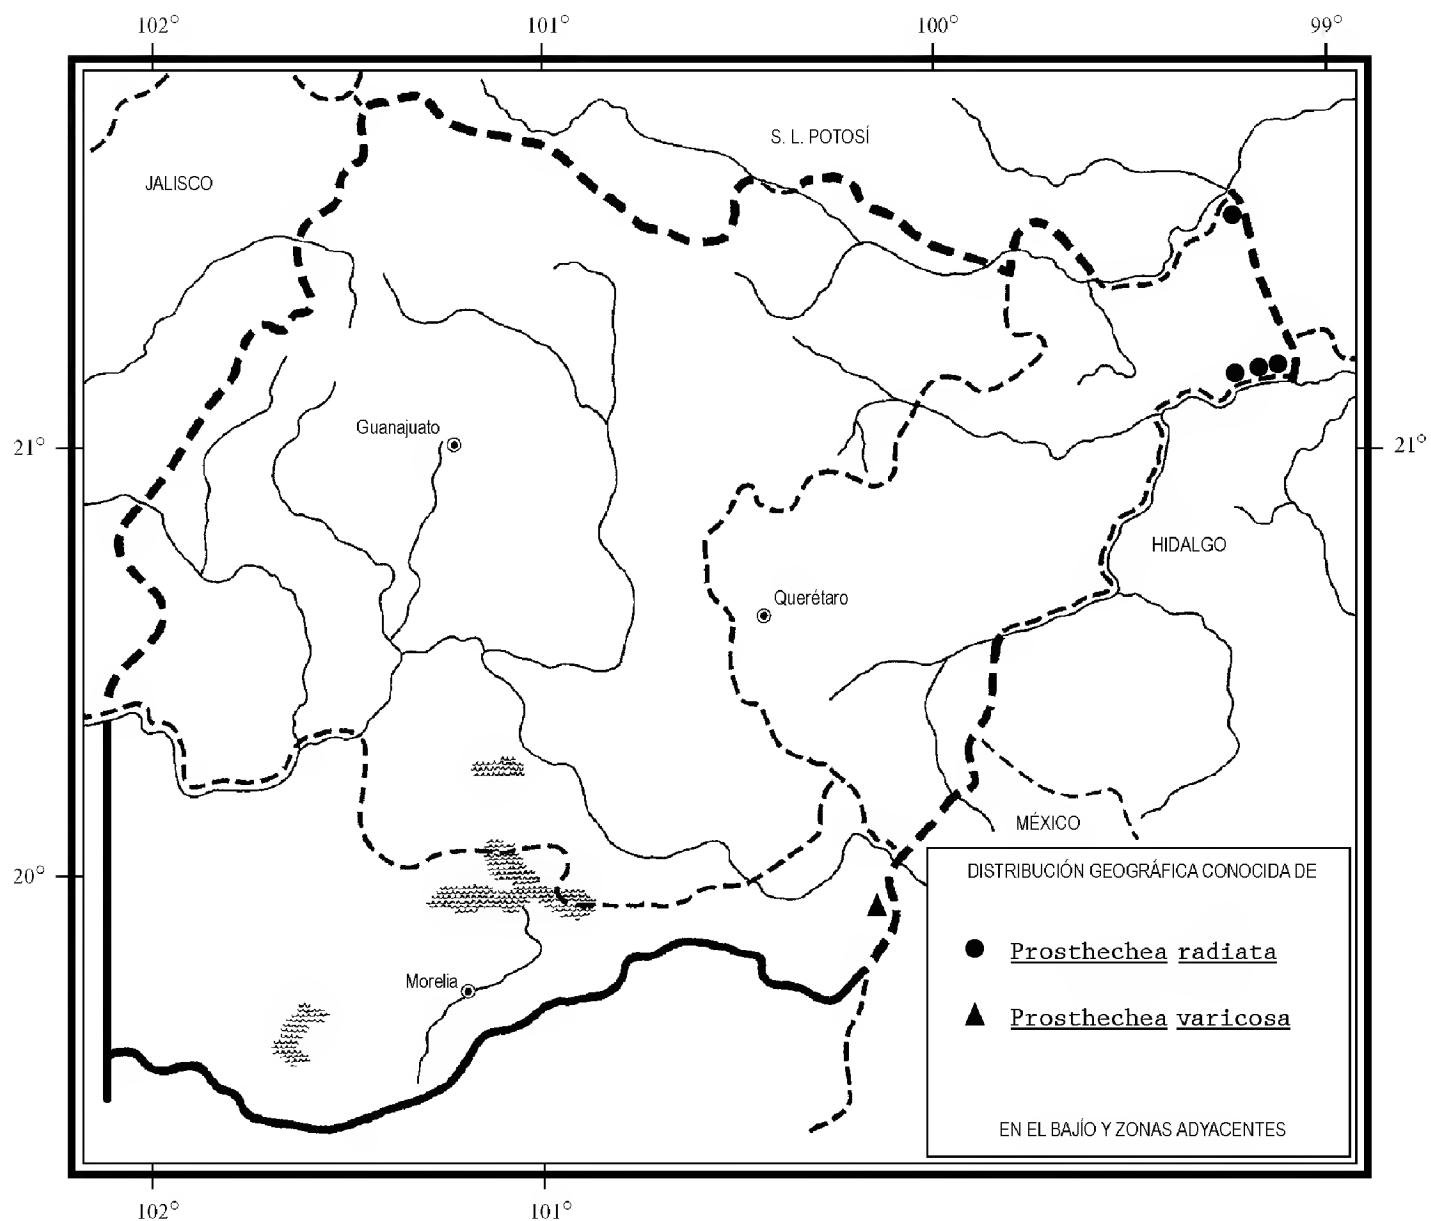 102° 101° 100° 99°
S. L. POTOSÍ
JALISCO
Guanajuato
21° 21°
HIDALGO
Querétaro
MÉXICO
20°
DISTRIBUCIÓN GEOGRÁFICA CONOCIDA DE
Prosthechea radiata
Morelia
Prosthechea varicosa
EN EL BAJÍO Y ZONAS ADYACENTES
102° 101°